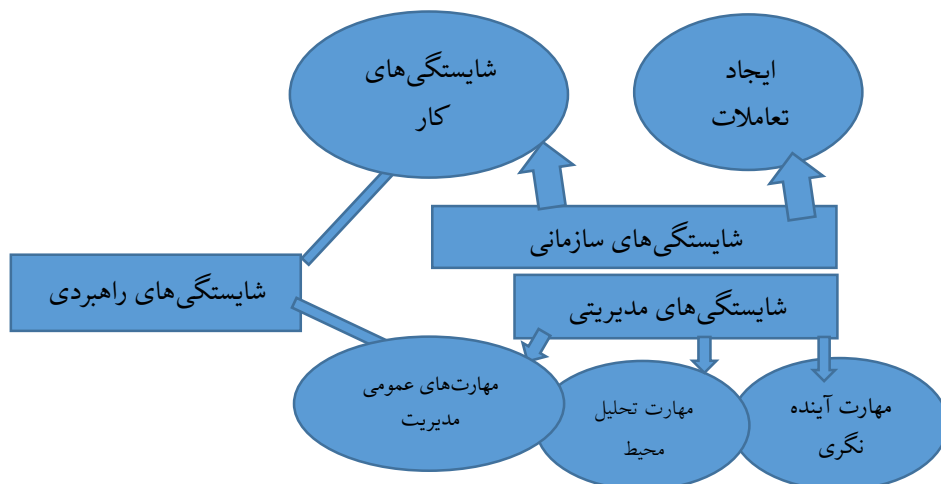 ایجاد
تعاملات
شایستگی‌های
کار
شایستگی‌های سازمانی
شایستگی‌های راهبردی
شایستگی‌های مدیریتی
مهارت آینده
نگری
مهارت تحلیل
محیط
مهارت‌های عمومی
مدیریت